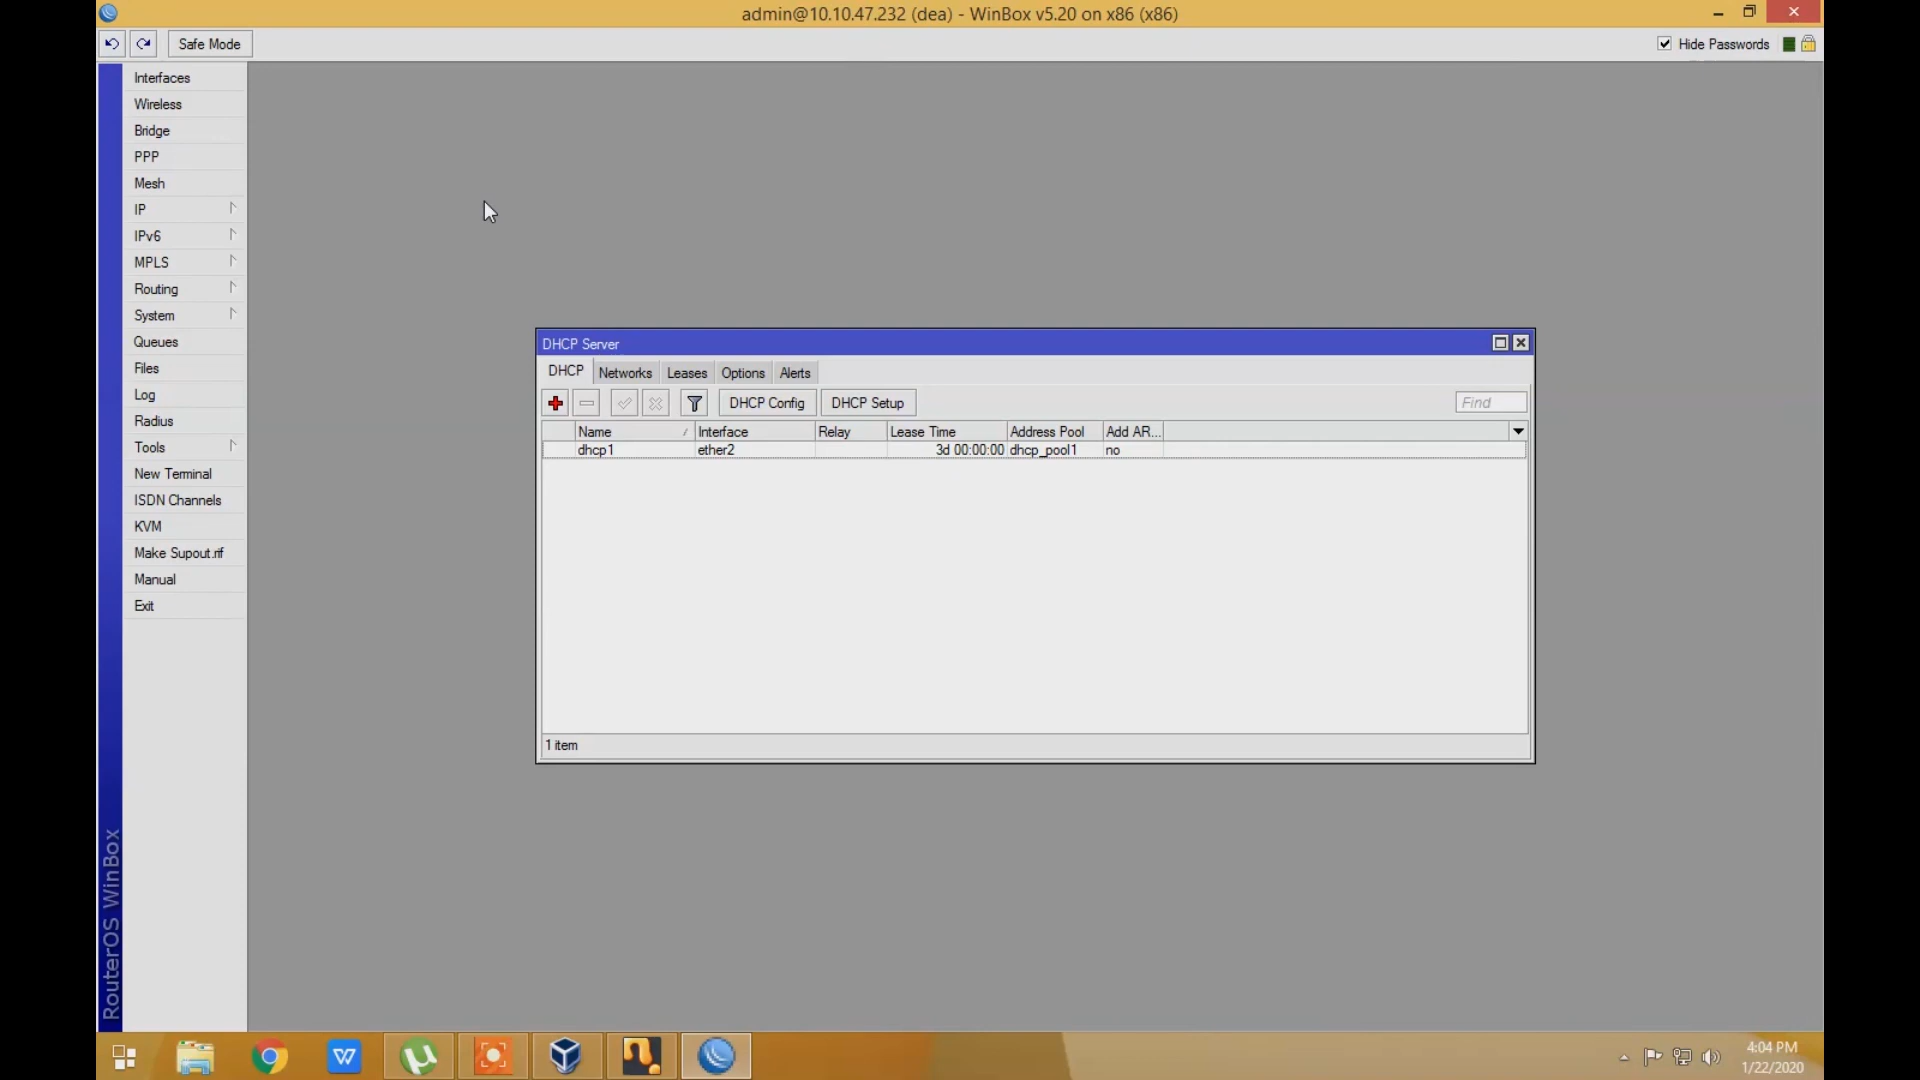 admin@10.10.47.232 (dea) - WinBox v5.20 on x86 (x86)
Safe Mode
Hide Passwords
Interfaces
Wireless
Bridge
PPP
Mesh
IP
IPv6
MPLS
Routing
System
Queues
Files
Log
Radius
Tools
New Terminal
ISDN Channels
KVM
Make Supout.rif
Manual
Exit
RouterOS WinBox
DHCP Server
DHCP Networks Leases Options Alerts
DHCP Config DHCP Setup Find
Name Interface Relay Lease Time Address Pool Add AR...
dhcp1 ether2 3d 00:00:00 dhcp_pool1 no
1 item
4:04 PM
1/22/2020